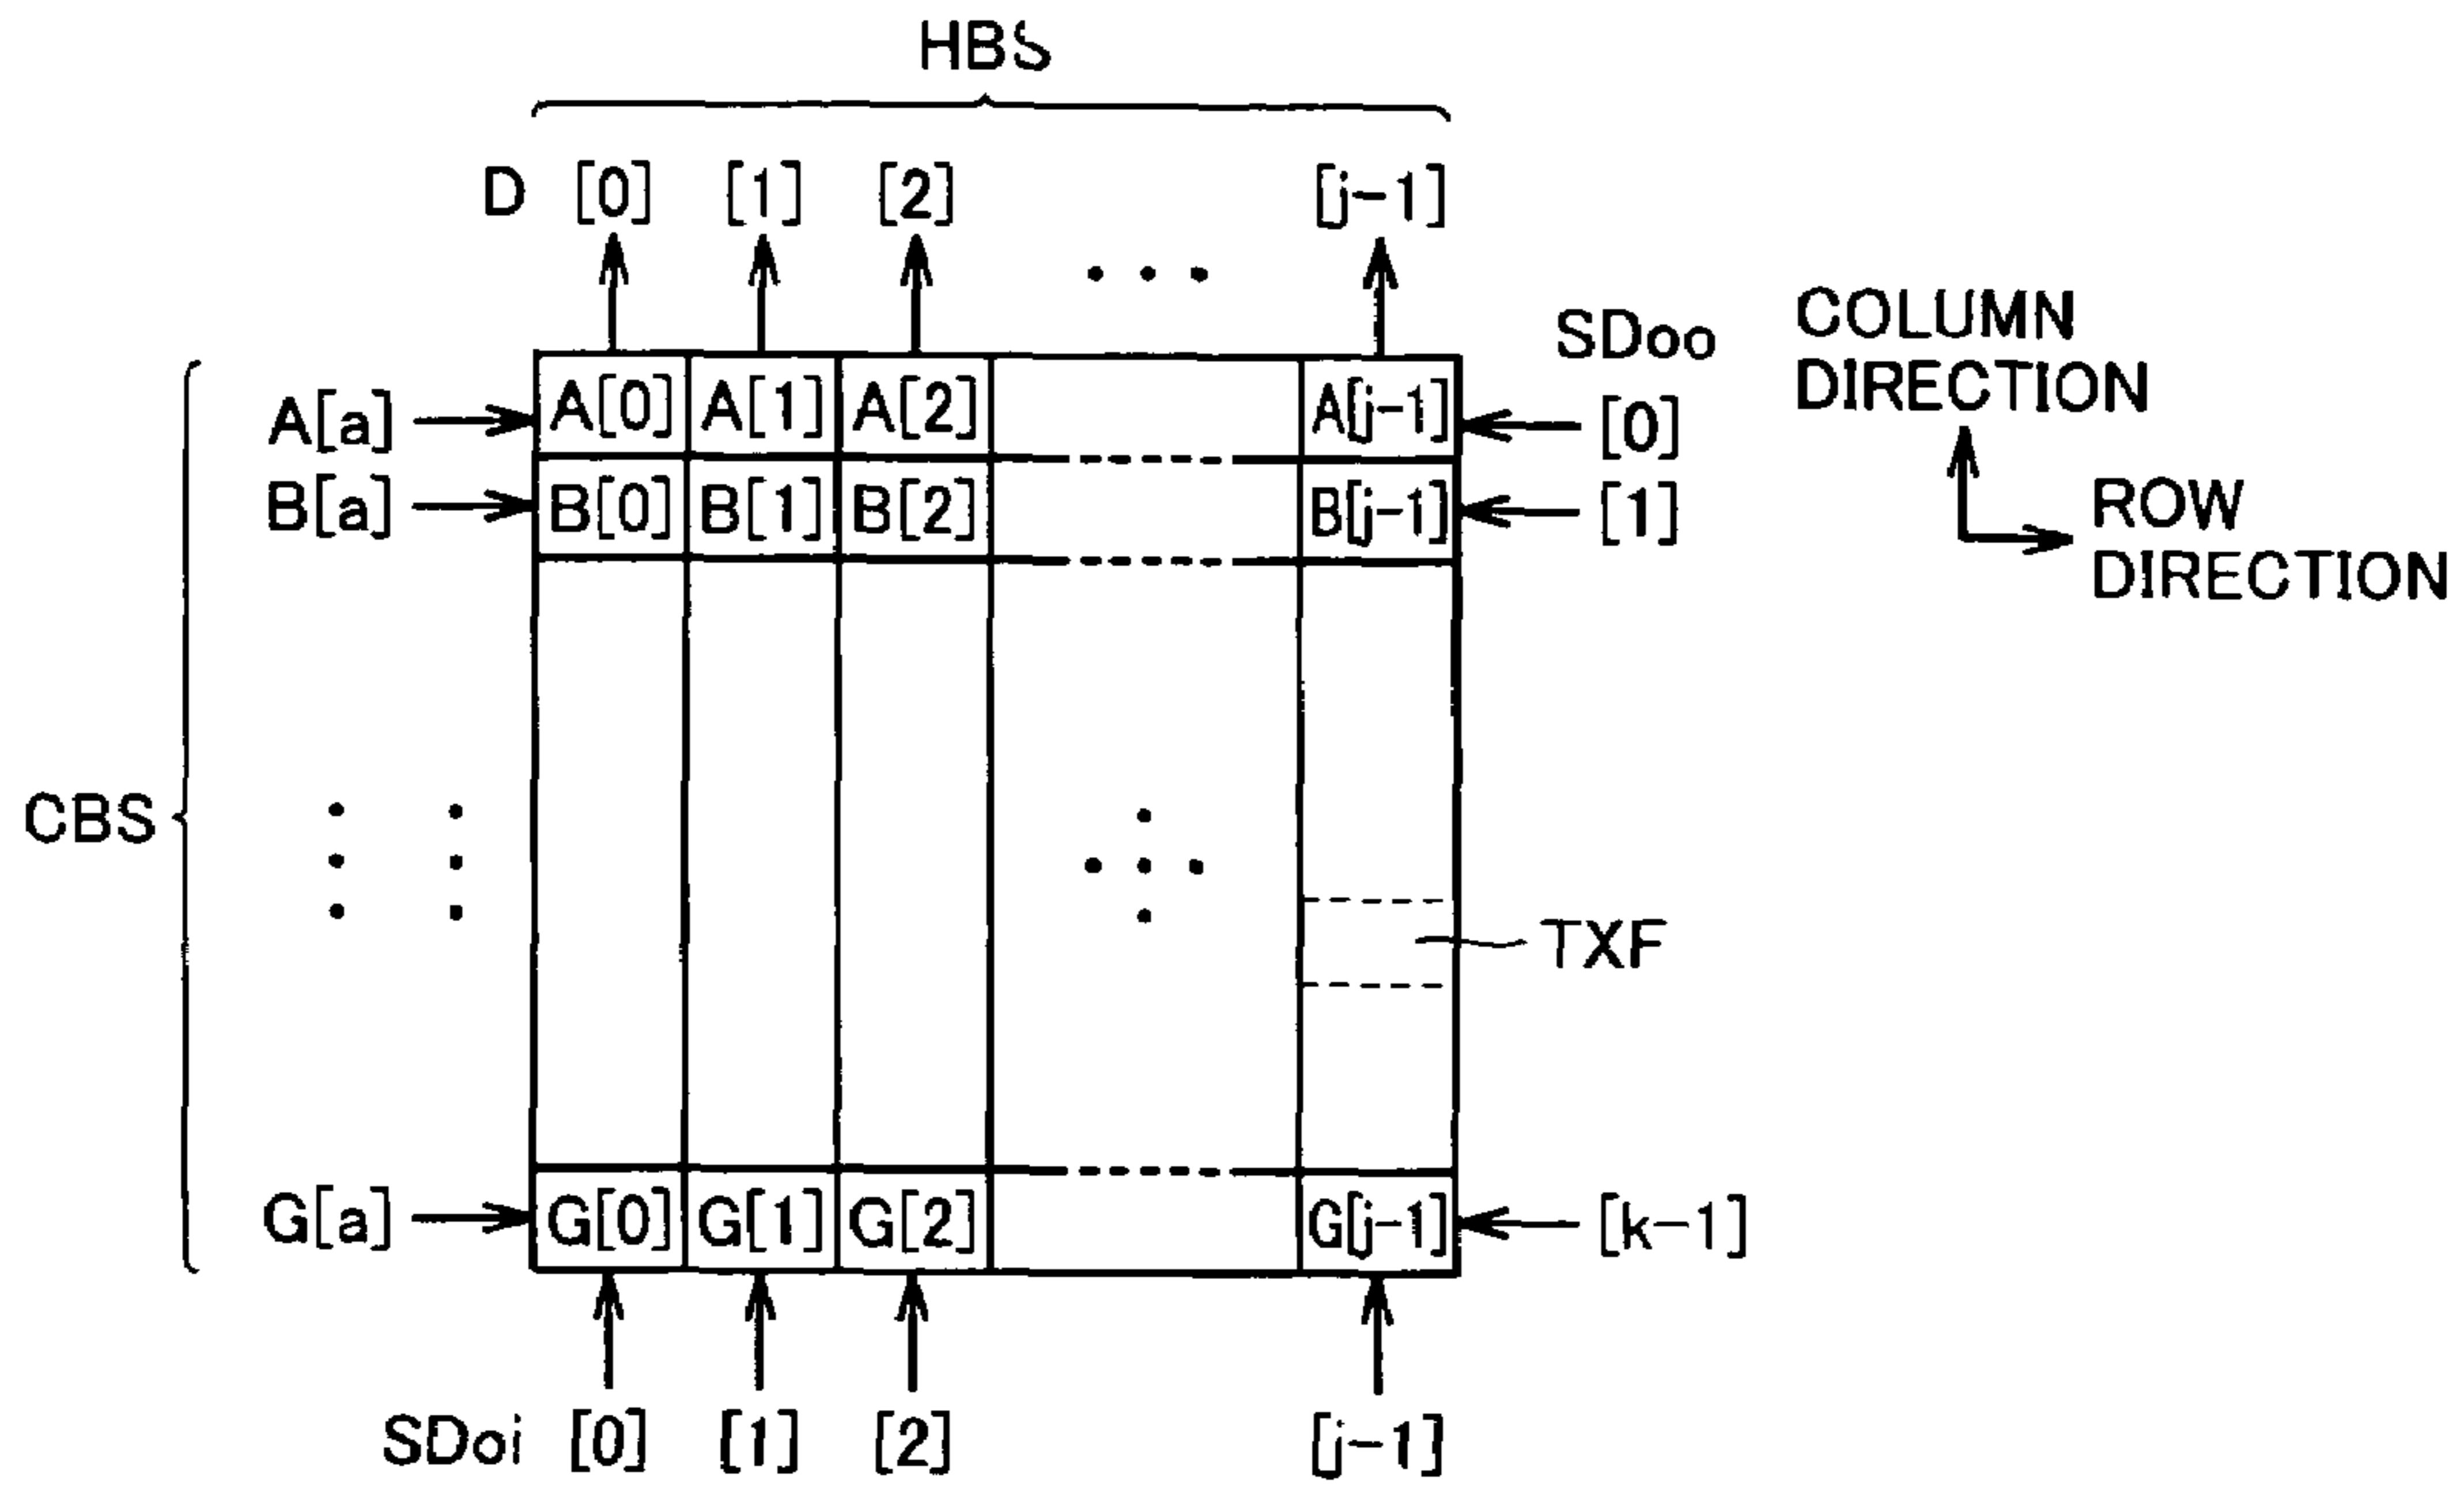 HBS
D [0] [1] [2] [j-1]
SDoo
COLUMN
DIRECTION
A[a] A[0] A[1] A[2] A[j-1] [0]
B[a] B[0] B[1] B[2] B[j-1] [1]
ROW
DIRECTION
CBS
TXF
G[a] G[0] G[1] G[2] G[j-1] [k-1]
SDoi [0] [1] [2] [j-1]